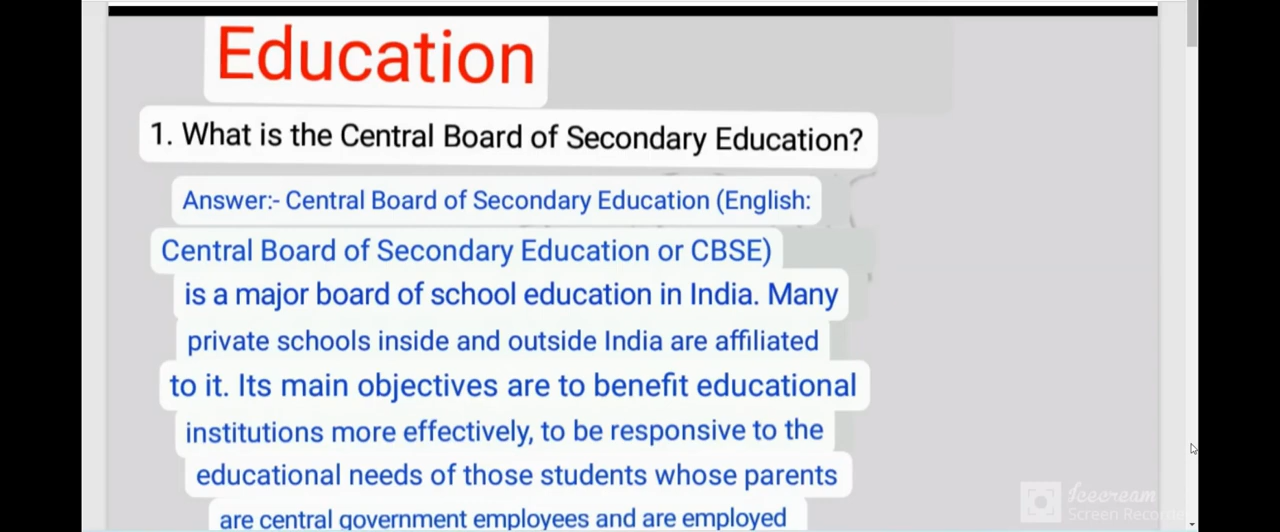 Education
1. What is the Central Board of Secondary Education?
Answer:- Central Board of Secondary Education (English:
Central Board of Secondary Education or CBSE)
is a major board of school education in India. Many
private schools inside and outside India are affiliated
to it. Its main objectives are to benefit educational
institutions more effectively, to be responsive to the
educational needs of those students whose parents
are central government employees and are employed
Icecream
Screen Recorder